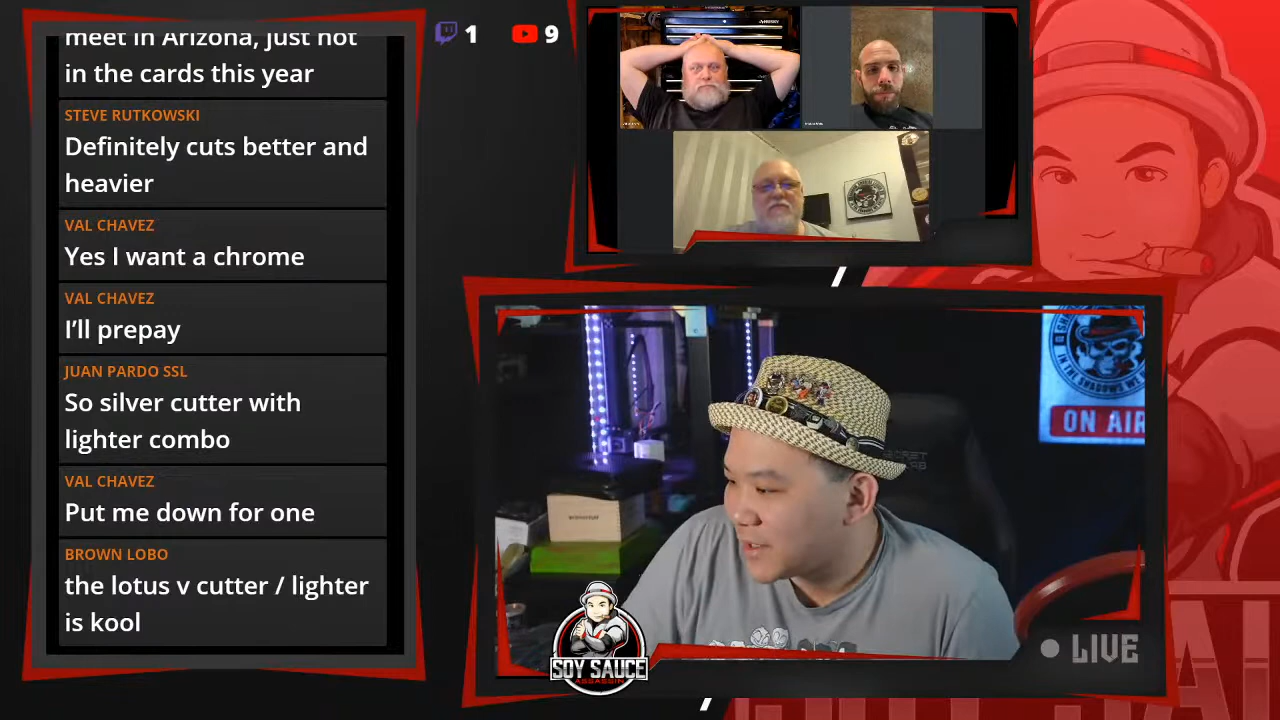 meet in Arizona, just not
in the cards this year
STEVE RUTKOWSKI
Definitely cuts better and
heavier
VAL CHAVEZ
Yes I want a chrome
VAL CHAVEZ
I'll prepay
JUAN PARDO SSL
So silver cutter with
lighter combo
VAL CHAVEZ
Put me down for one
BROWN LOBO
the lotus v cutter / lighter
is kool
1
9
ON AIR
LIVE
SOY SAUCE
ASSASSIN